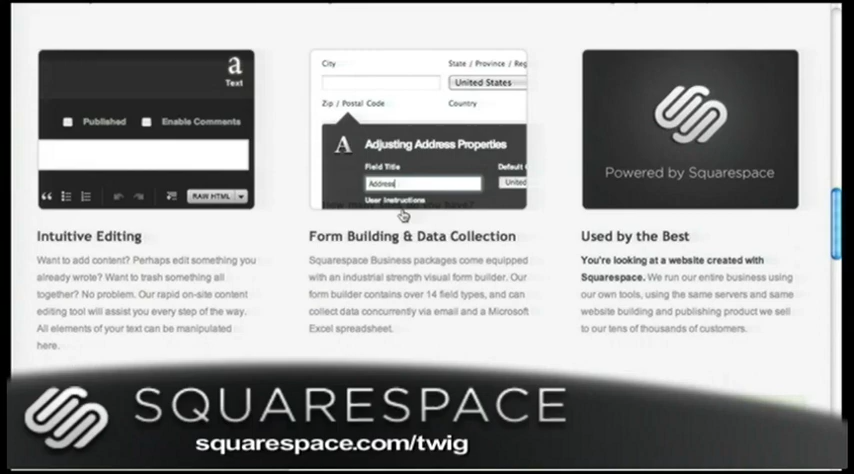 a
Text
Published
Enable Comments
RAW HTML
City
State / Province / Reg
United States
Zip / Postal Code
Country
A
Adjusting Address Properties
Field Title
Default
Address
United
User Instructions
Powered by Squarespace
Intuitive Editing
Want to add content? Perhaps edit something you
already wrote? Want to trash something all
together? No problem. Our rapid on-site content
editing tool will assist you every step of the way.
All elements of your text can be manipulated
here.
Form Building & Data Collection
Squarespace Business packages come equipped
with an industrial strength visual form builder. Our
form builder contains over 14 field types, and can
collect data concurrently via email and a Microsoft
Excel spreadsheet.
Used by the Best
You're looking at a website created with
Squarespace. We run our entire business using
our own tools, using the same servers and same
website building and publishing product we sell
to our tens of thousands of customers.
SQUARESPACE
squarespace.com/twig